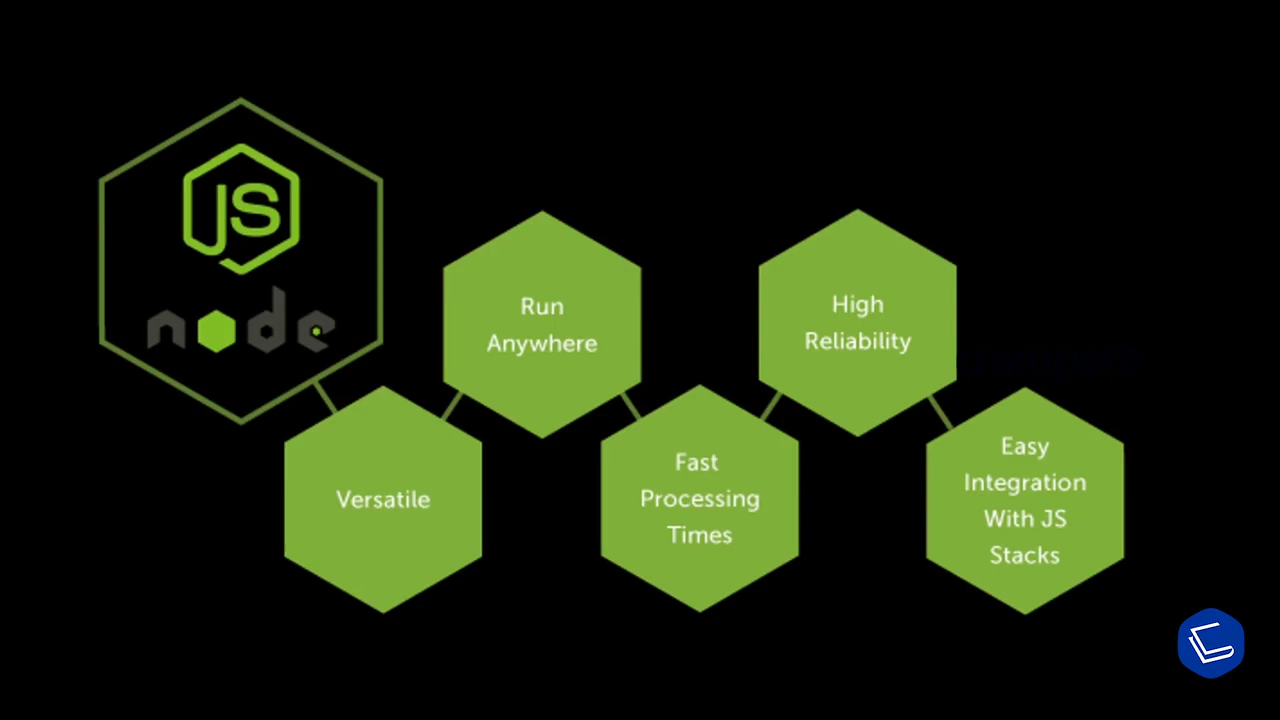 JS
node
Versatile
Run
Anywhere
Fast
Processing
Times
High
Reliability
Easy
Integration
With JS
Stacks